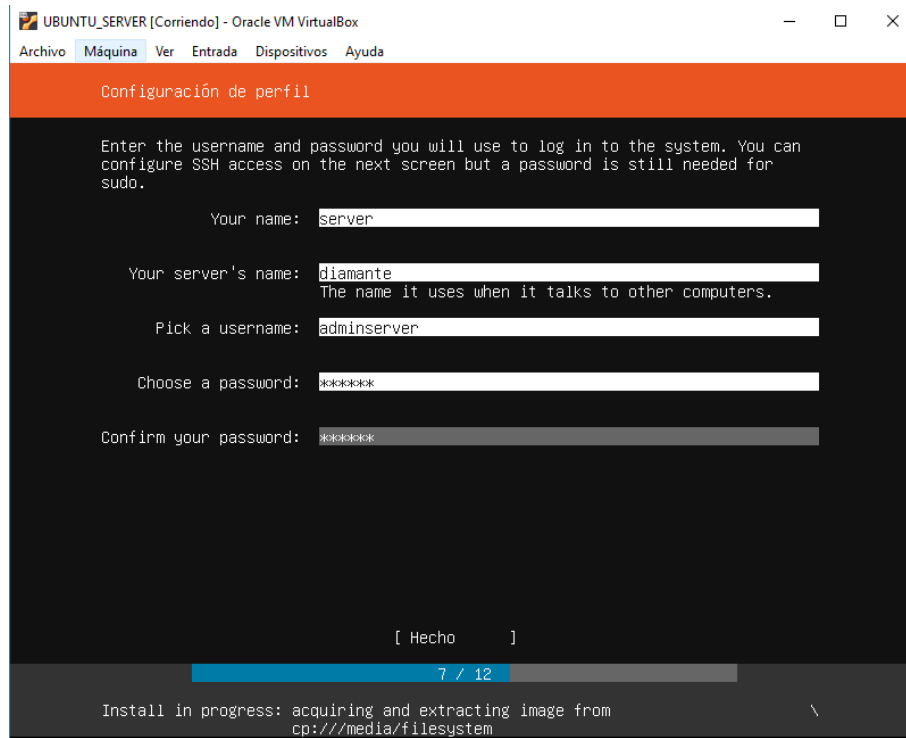 UBUNTU_SERVER [Corriendo] - Oracle VM VirtualBox
Archivo Máquina Ver Entrada Dispositivos Ayuda
Configuración de perfil
Enter the username and password you will use to log in to the system. You can
configure SSH access on the next screen but a password is still needed for
sudo.
Your name: server
Your server's name: diamante
The name it uses when it talks to other computers.
Pick a username: adminserver
Choose a password: ******
Confirm your password: ******
[ Hecho ]
7 / 12
Install in progress: acquiring and extracting image from \
cp:///media/filesystem